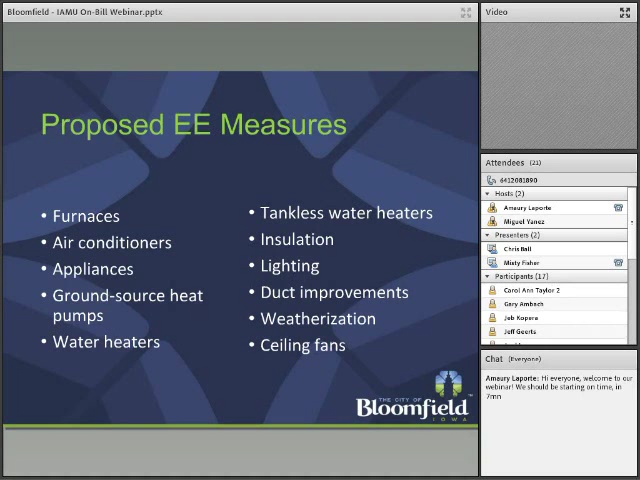 Bloomfield - IAMU On-Bill Webinar.pptx
Proposed EE Measures
• Furnaces
• Air conditioners
• Appliances
• Ground-source heat
pumps
• Water heaters
• Tankless water heaters
• Insulation
• Lighting
• Duct improvements
• Weatherization
• Ceiling fans
THE CITY OF
Bloomfield
IOWA
Video
Attendees (21)
6412081890
Hosts (2)
Amaury Laporte
Miguel Yanez
Presenters (2)
Chris Ball
Misty Fisher
Participants (17)
Carol Ann Taylor 2
Gary Ambach
Jeb Kopera
Jeff Geerts
Chat (Everyone)
Amaury Laporte: Hi everyone, welcome to our
webinar! We should be starting on time, in
7mn